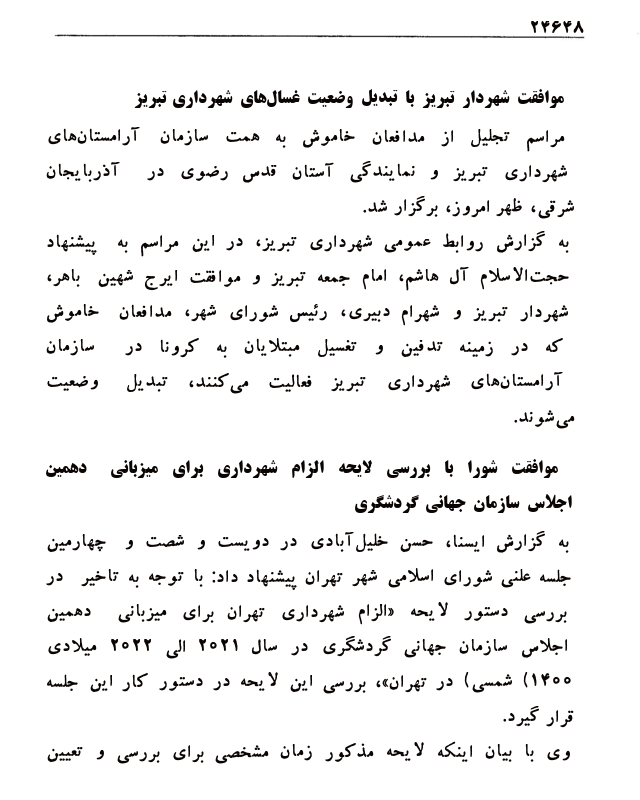 ۲۴۶۴۸
موافقت شهردار تبریز با تبدیل وضعیت غسال‌های شهرداری تبریز
مراسم تجلیل از مدافعان خاموش به همت سازمان آرامستان‌های
شهرداری تبریز و نمایندگی آستان قدس رضوی در آذربایجان
شرقی، ظهر امروز، برگزار شد.
به گزارش روابط عمومی شهرداری تبریز، در این مراسم به پیشنهاد
حجت‌الاسلام آل هاشم، امام جمعه تبریز و موافقت ایرج شهین باهر،
شهردار تبریز و شهرام دبیری، رئیس شورای شهر، مدافعان خاموش
که در زمینه تدفین و تغسیل مبتلایان به کرونا در سازمان
آرامستان‌های شهرداری تبریز فعالیت می‌کنند، تبدیل وضعیت
می‌شوند.
موافقت شورا با بررسی لایحه الزام شهرداری برای میزبانی دهمین
اجلاس سازمان جهانی گردشگری
به گزارش ایسنا، حسن خلیل‌آبادی در دویست و شصت و چهارمین
جلسه علنی شورای اسلامی شهر تهران پیشنهاد داد: با توجه به تاخیر در
بررسی دستور لایحه «الزام شهرداری تهران برای میزبانی دهمین
اجلاس سازمان جهانی گردشگری در سال ۲۰۲۱ الی ۲۰۲۲ میلادی
۱۴۰۰) شمسی) در تهران»، بررسی این لایحه در دستور کار این جلسه
قرار گیرد.
وی با بیان اینکه لایحه مذکور زمان مشخصی برای بررسی و تعیین